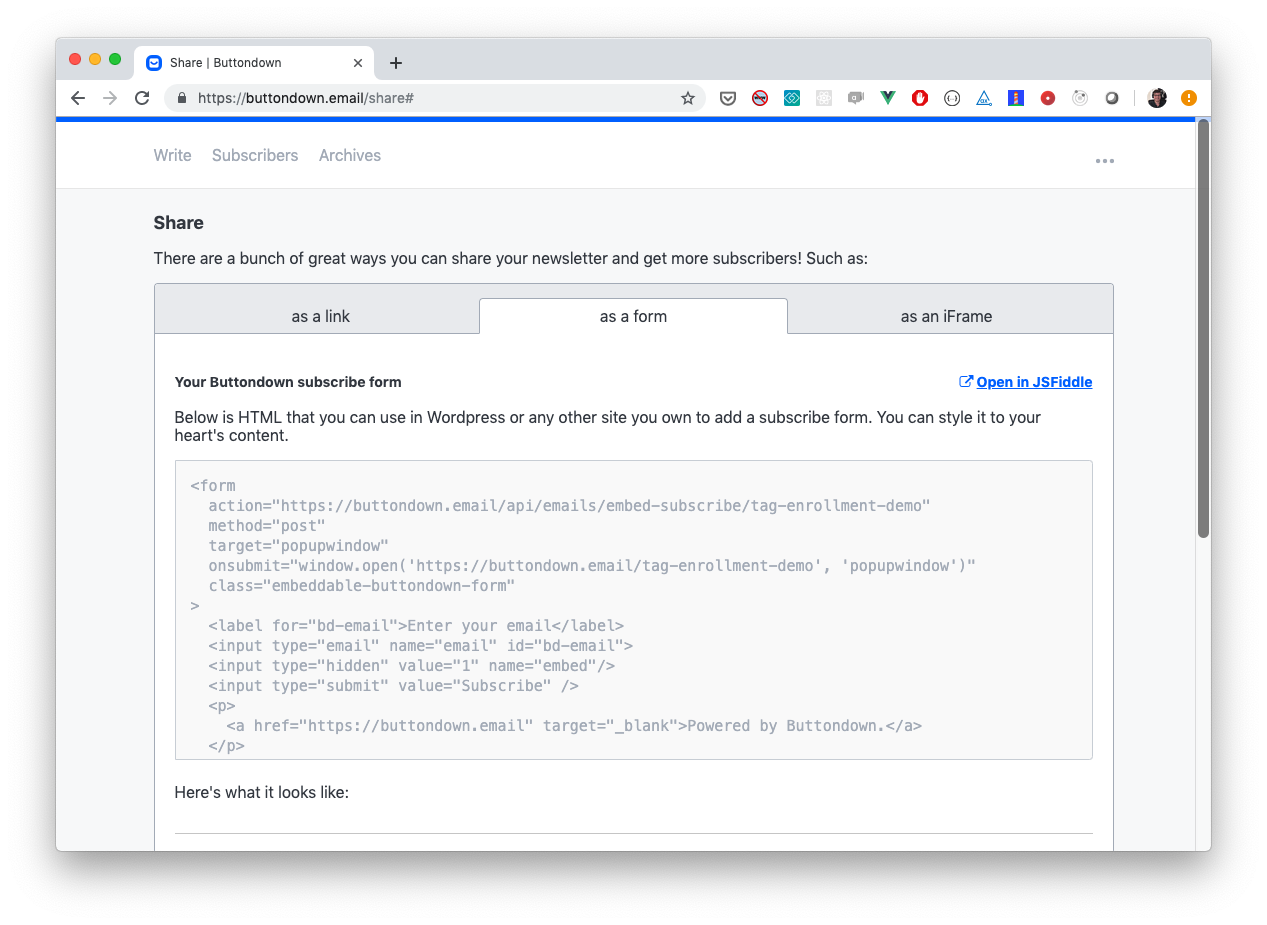 Share | Buttondown
https://buttondown.email/share#
Write Subscribers Archives
Share
There are a bunch of great ways you can share your newsletter and get more subscribers! Such as:
as a link as a form as an iFrame
Your Buttondown subscribe form Open in JSFiddle
Below is HTML that you can use in Wordpress or any other site you own to add a subscribe form. You can style it to your
heart's content.
<form
  action="https://buttondown.email/api/emails/embed-subscribe/tag-enrollment-demo"
  method="post"
  target="popupwindow"
  onsubmit="window.open('https://buttondown.email/tag-enrollment-demo', 'popupwindow')"
  class="embeddable-buttondown-form"
>
  <label for="bd-email">Enter your email</label>
  <input type="email" name="email" id="bd-email">
  <input type="hidden" value="1" name="embed"/>
  <input type="submit" value="Subscribe" />
  <p>
    <a href="https://buttondown.email" target="_blank">Powered by Buttondown.</a>
  </p>
Here's what it looks like: